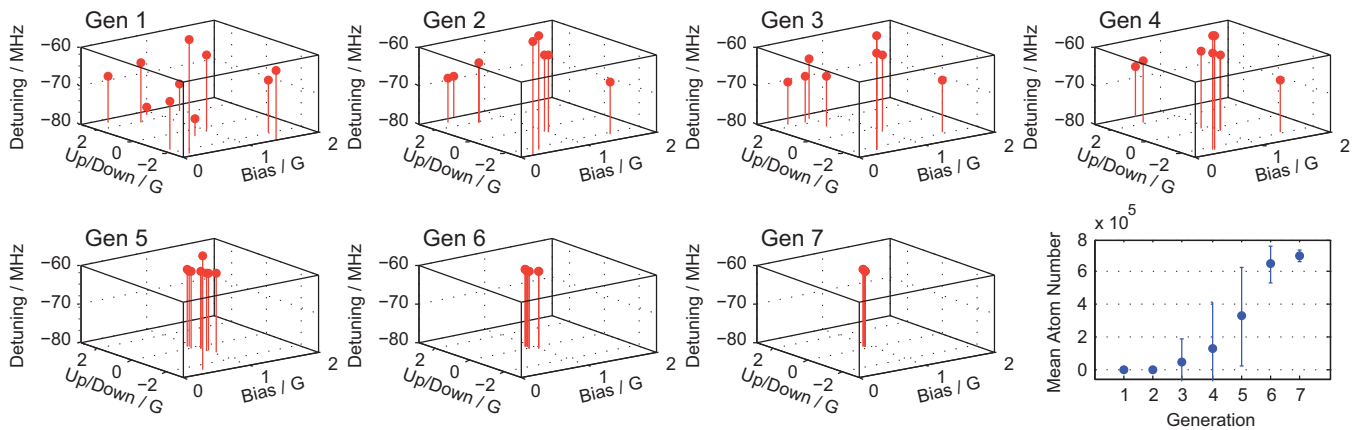 Gen 1
Detuning / MHz
−60
−70
−80
2
0
−2
Up/Down / G
0
1
2
Bias / G
Gen 2
Detuning / MHz
−60
−70
−80
2
0
−2
Up/Down / G
0
1
2
Bias / G
Gen 3
Detuning / MHz
−60
−70
−80
2
0
−2
Up/Down / G
0
1
2
Bias / G
Gen 4
Detuning / MHz
−60
−70
−80
2
0
−2
Up/Down / G
0
1
2
Bias / G
Gen 5
Detuning / MHz
−60
−70
−80
2
0
−2
Up/Down / G
0
1
2
Bias / G
Gen 6
Detuning / MHz
−60
−70
−80
2
0
−2
Up/Down / G
0
1
2
Bias / G
Gen 7
Detuning / MHz
−60
−70
−80
2
0
−2
Up/Down / G
0
1
2
Bias / G
x 10^5
Mean Atom Number
8
6
4
2
0
1 2 3 4 5 6 7
Generation